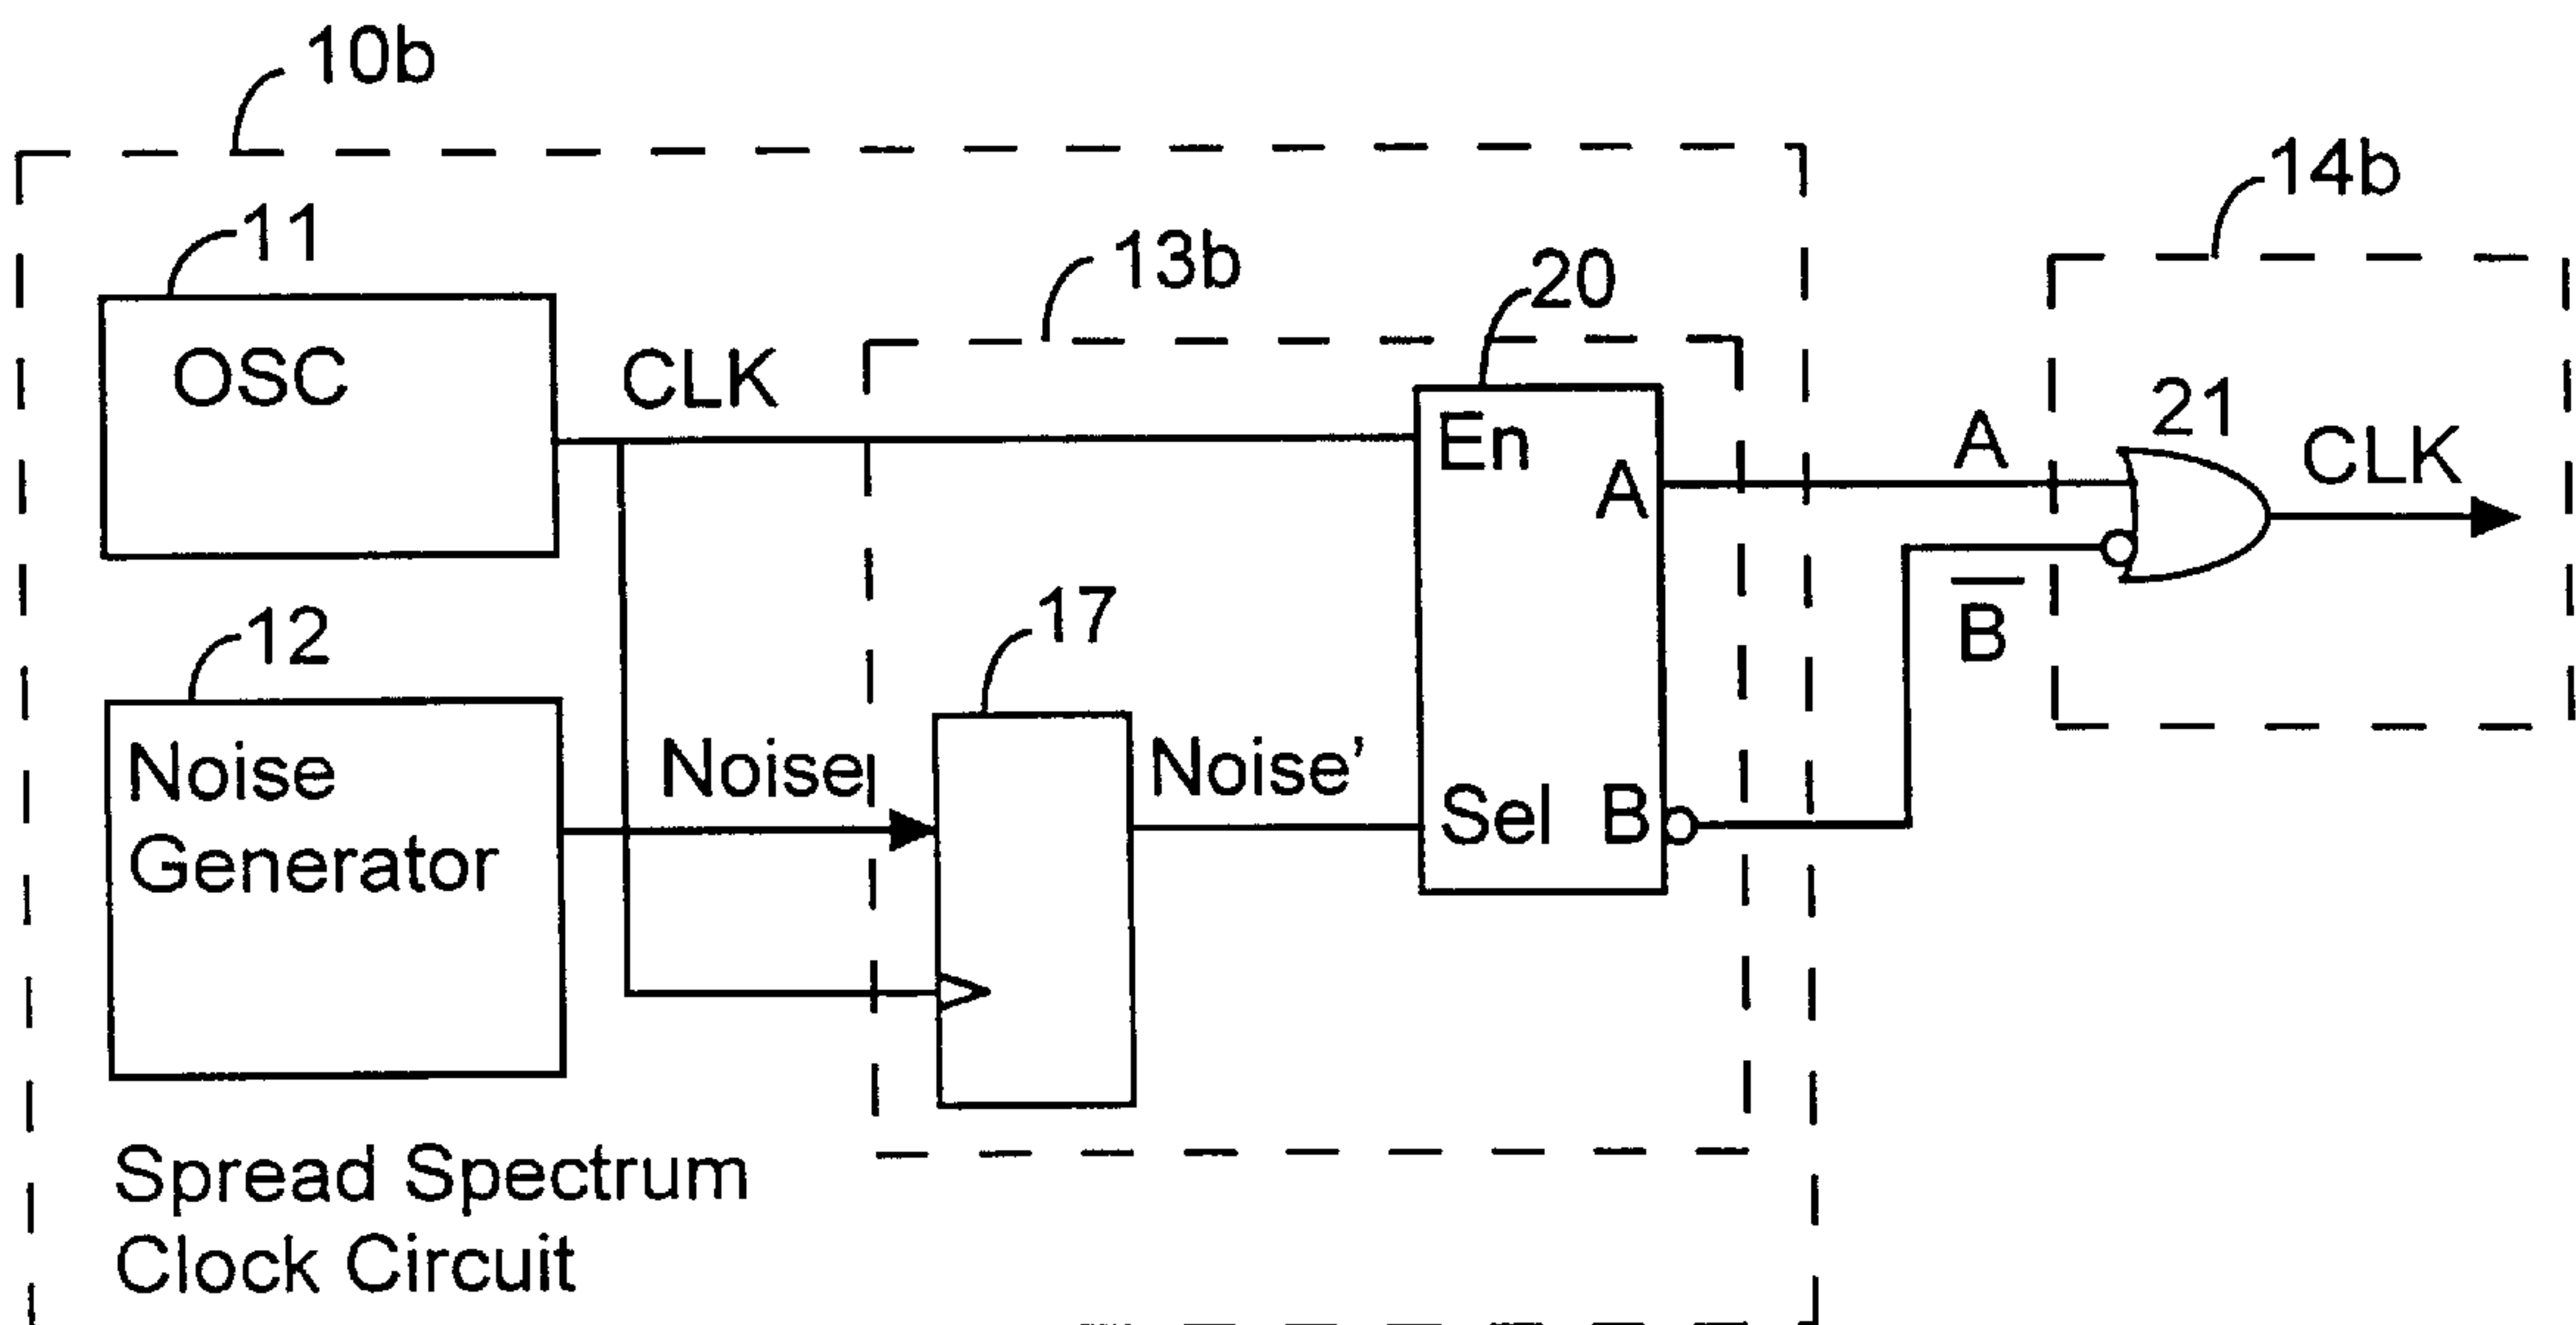 10b
14b
11
13b
20
OSC
CLK
En
A
A
21
CLK
12
17
B
Noise
Generator
Noise
Noise’
Sel
B
Spread Spectrum
Clock Circuit